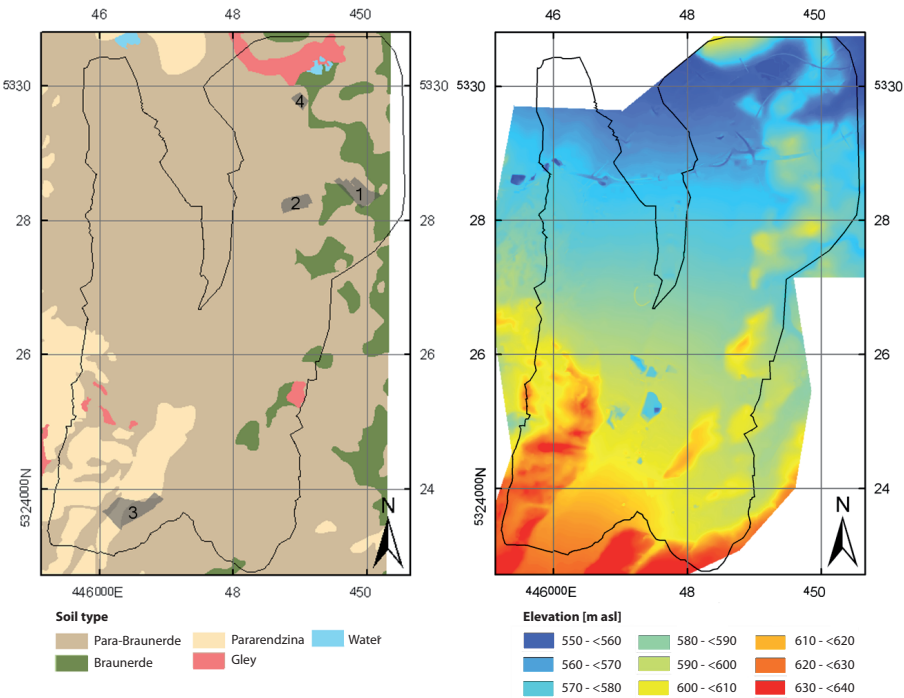 46 48 450 46 48 450
5330 5330 5330
4
1
2
28 28 28
26 26 26
5324000N 24 5324000N 24
3
N N
446000E 48 450 446000E 48 450
Soil type
Para-Braunerde Pararendzina Water
Braunerde Gley
Elevation [m asl]
550 - <560 580 - <590 610 - <620
560 - <570 590 - <600 620 - <630
570 - <580 600 - <610 630 - <640